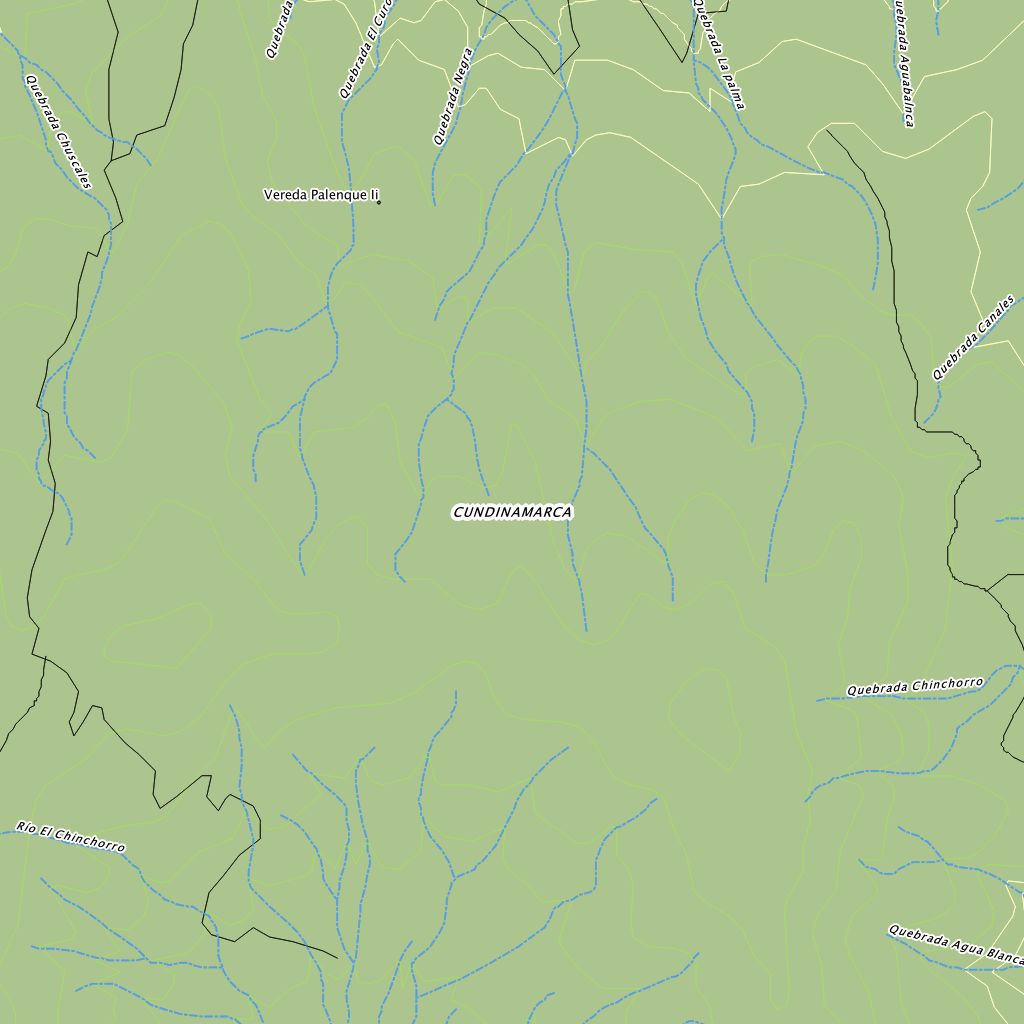 Quebrada
Quebrada El Curo
Quebrada Negra
Quebrada La palma
Quebrada Aguabalnca
Quebrada Chuscales
Vereda Palenque Ii
Quebrada Canales
CUNDINAMARCA
Quebrada Chinchorro
Río El Chinchorro
Quebrada Agua Blanca